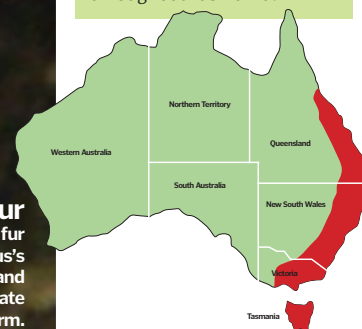 Northern Territory
Queensland
Western Australia
South Australia
New South Wales
Victoria
Tasmania
ur
fur
us's
and
ate
rm.